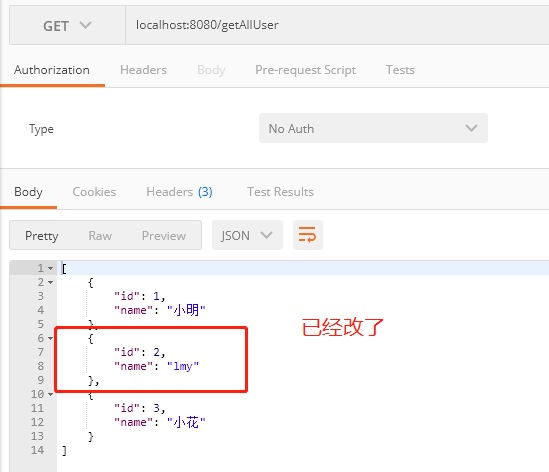 GET localhost:8080/getAllUser
Authorization Headers Body Pre-request Script Tests
Type No Auth
Body Cookies Headers (3) Test Results
Pretty Raw Preview JSON
1 [
2 {
3 "id": 1,
4 "name": "小明"
5 },
6 {
7 "id": 2,
8 "name": "lmy"
9 },
10 {
11 "id": 3,
12 "name": "小花"
13 }
14 ]
已经改了